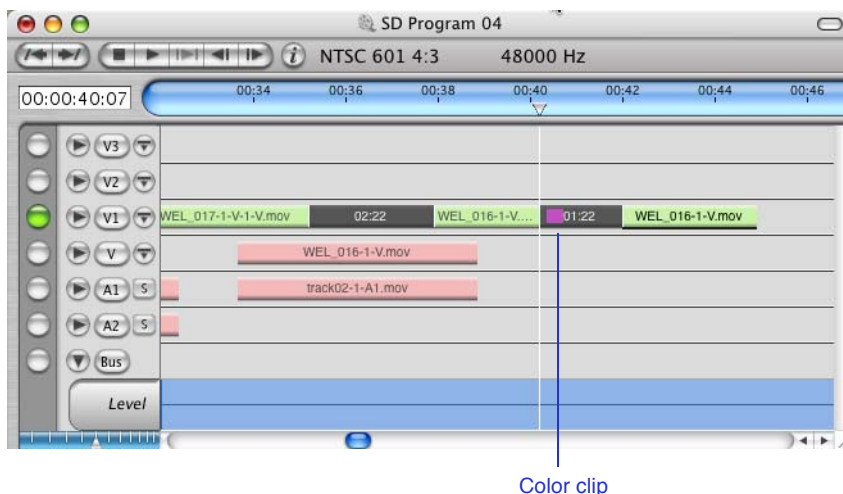 SD Program 04
NTSC 601 4:3 48000 Hz
00:00:40:07 00:34 00:36 00:38 00:40 00:42 00:44 00:46
V3
V2
V1 WEL_017-1-V-1-V.mov 02:22 WEL_016-1-V.... 01:22 WEL_016-1-V.mov
V WEL_016-1-V.mov
A1 S track02-1-A1.mov
A2 S
Bus
Level
Color clip